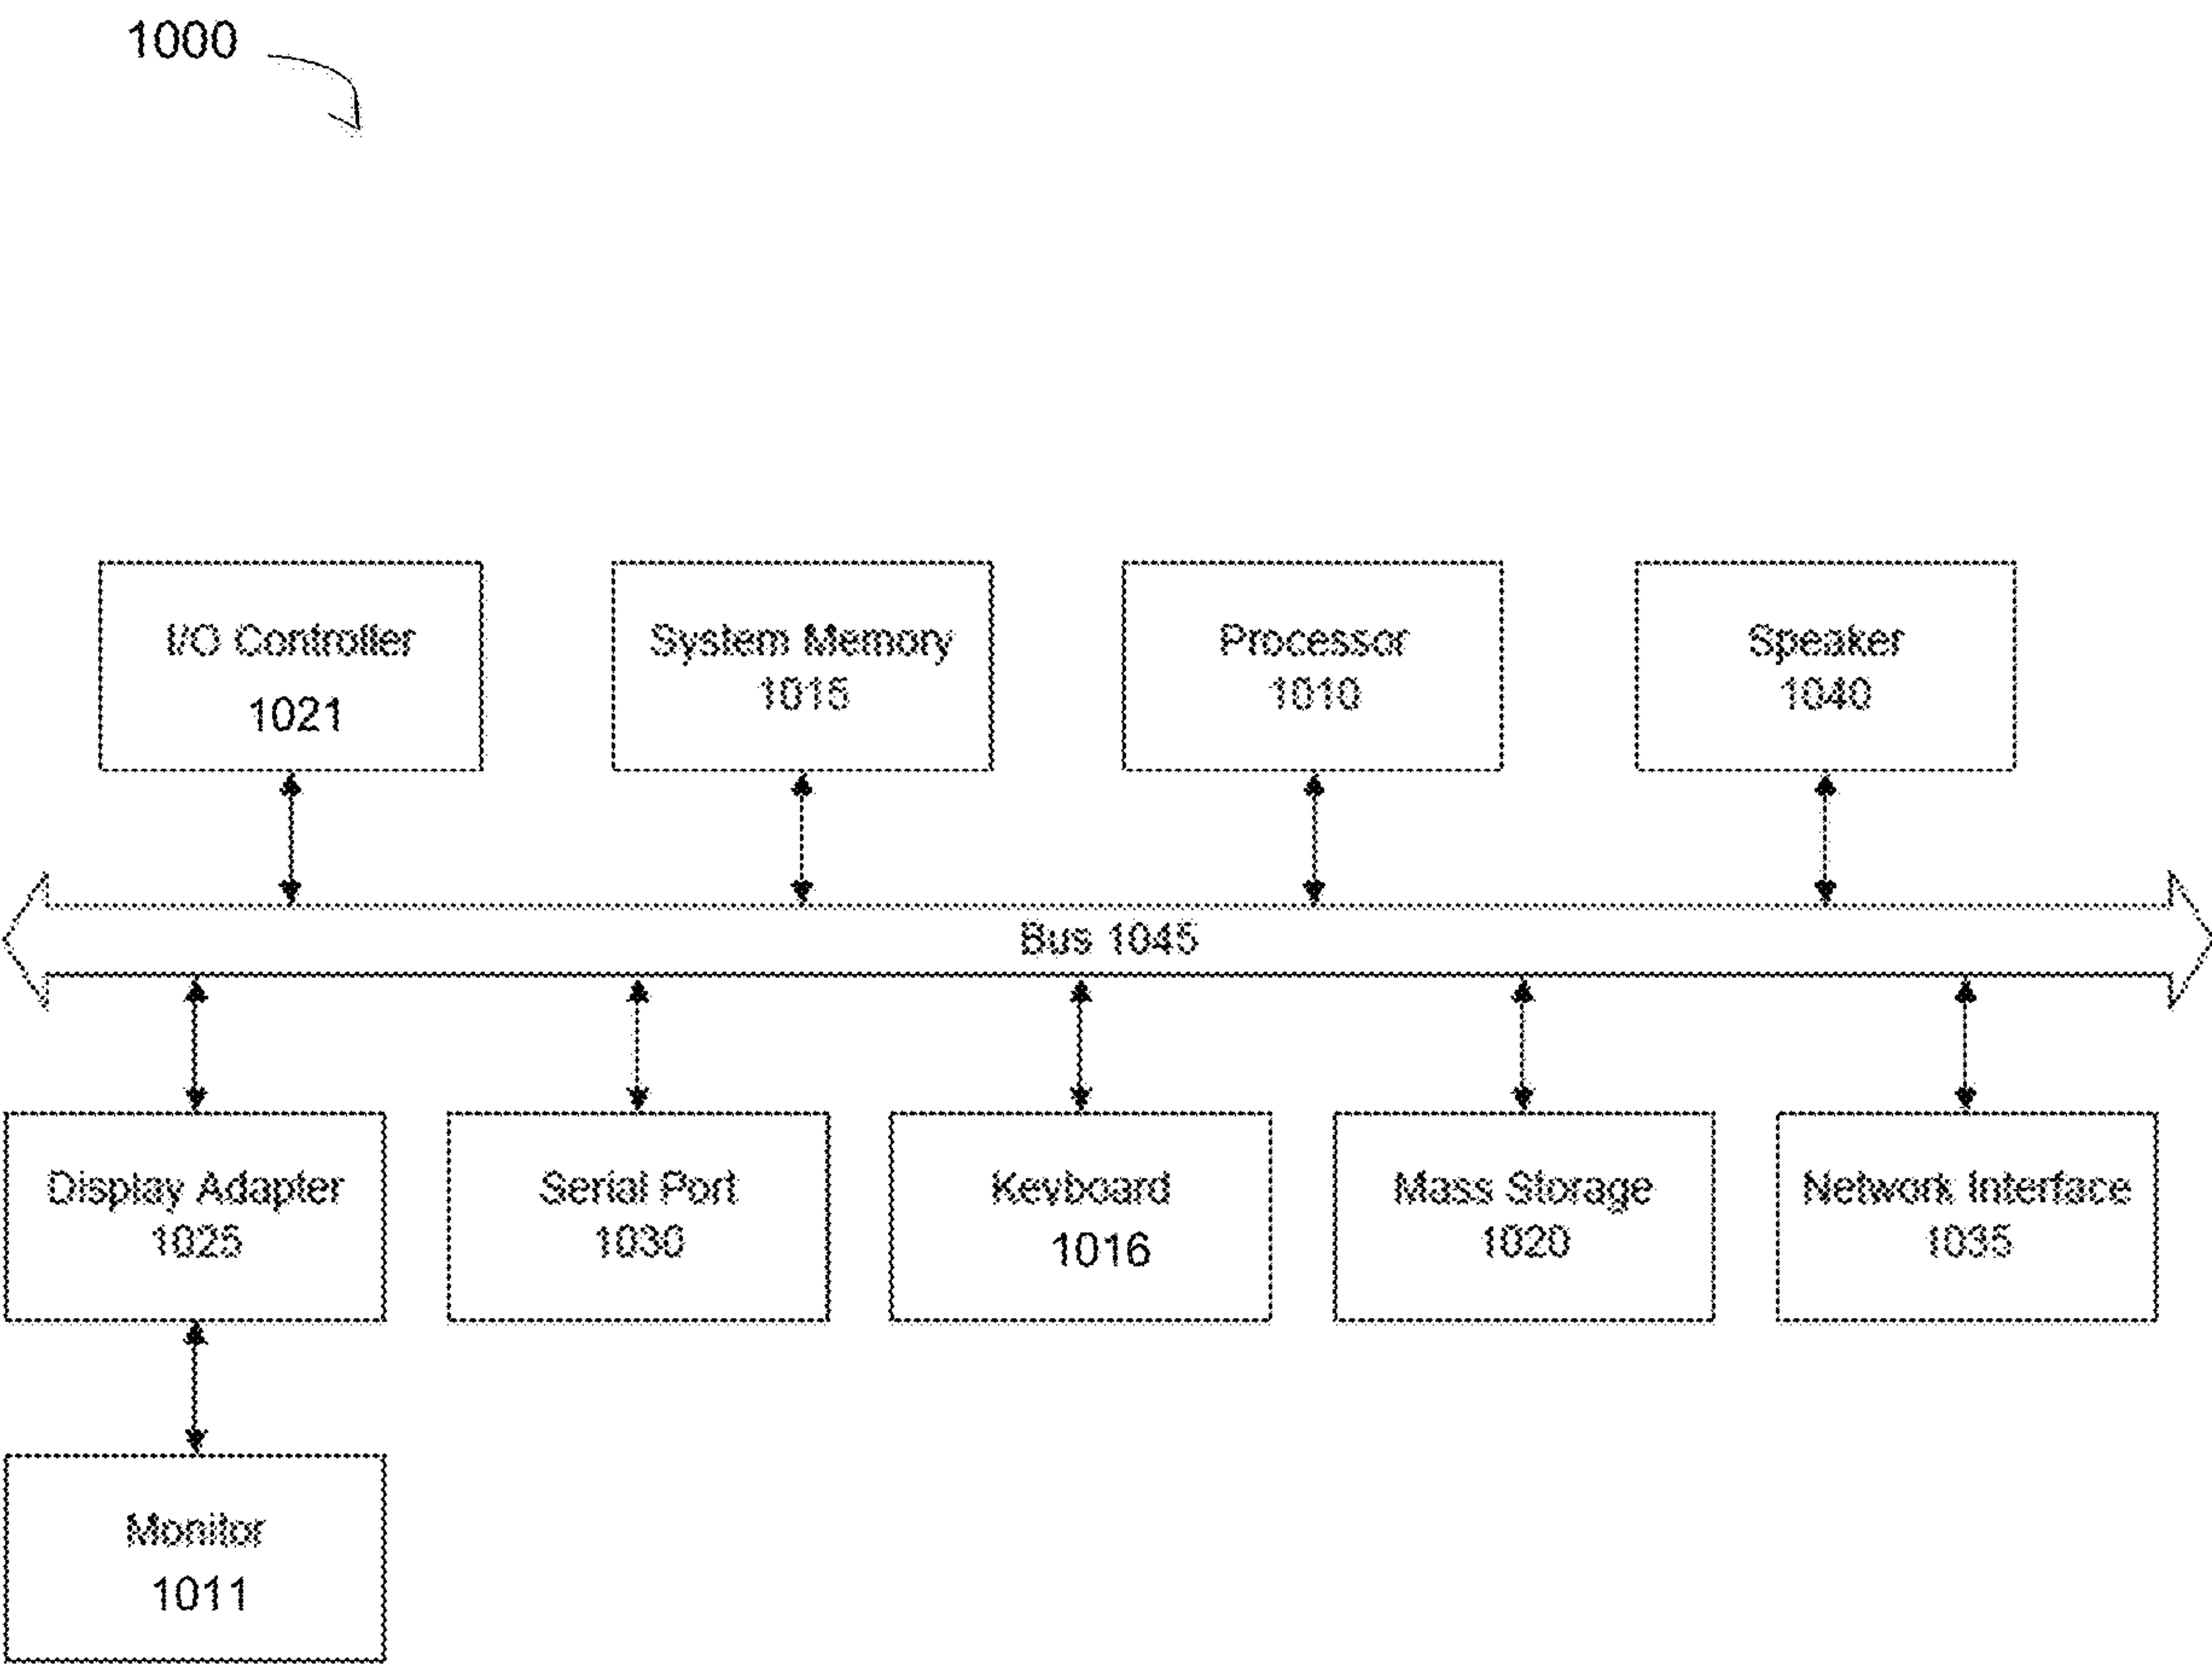 1000
I/O Controller
1021
System Memory
1015
Processor
1010
Speaker
1040
Bus 1045
Display Adapter
1025
Serial Port
1030
Keyboard
1016
Mass Storage
1020
Network Interface
1035
Monitor
1011